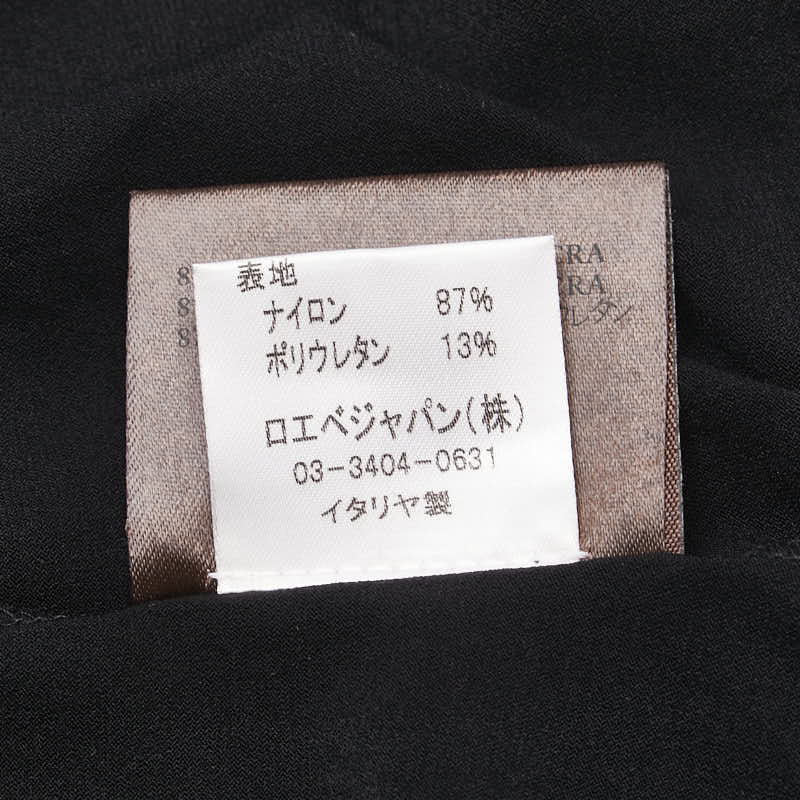 表地
ナイロン 87%
ポリウレタン 13%
ロエベジャパン(株)
03-3404-0631
イタリヤ製